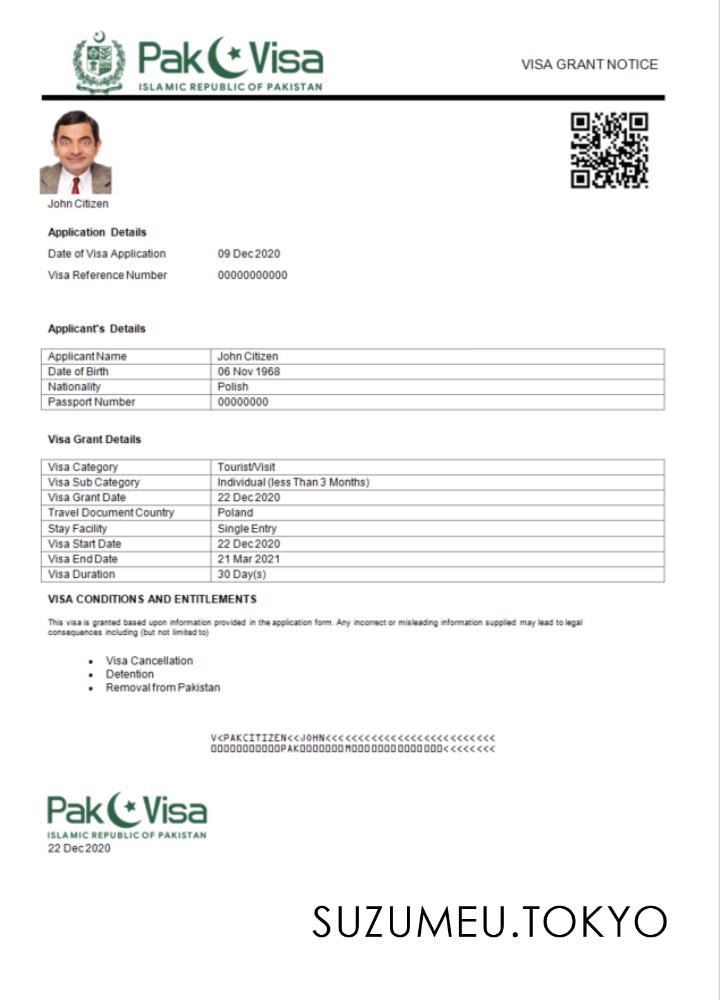 Pak Visa
ISLAMIC REPUBLIC OF PAKISTAN
VISA GRANT NOTICE
John Citizen
Application Details
Date of Visa Application 09 Dec 2020
Visa Reference Number 00000000000
Applicant's Details
Applicant Name John Citizen
Date of Birth 06 Nov 1968
Nationality Polish
Passport Number 00000000
Visa Grant Details
Visa Category Tourist/Visit
Visa Sub Category Individual (less Than 3 Months)
Visa Grant Date 22 Dec 2020
Travel Document Country Poland
Stay Facility Single Entry
Visa Start Date 22 Dec 2020
Visa End Date 21 Mar 2021
Visa Duration 30 Day(s)
VISA CONDITIONS AND ENTITLEMENTS
This visa is granted based upon information provided in the application form. Any incorrect or misleading information supplied may lead to legal
consequences including (but not limited to)
• Visa Cancellation
• Detention
• Removal from Pakistan
V<PAKCITIZEN<<JOHN<<<<<<<<<<<<<<<<<<<<<<<<<<
00000000000PAK0000000M00000000000000<<<<<<<<
Pak Visa
ISLAMIC REPUBLIC OF PAKISTAN
22 Dec 2020
SUZUMEU.TOKYO